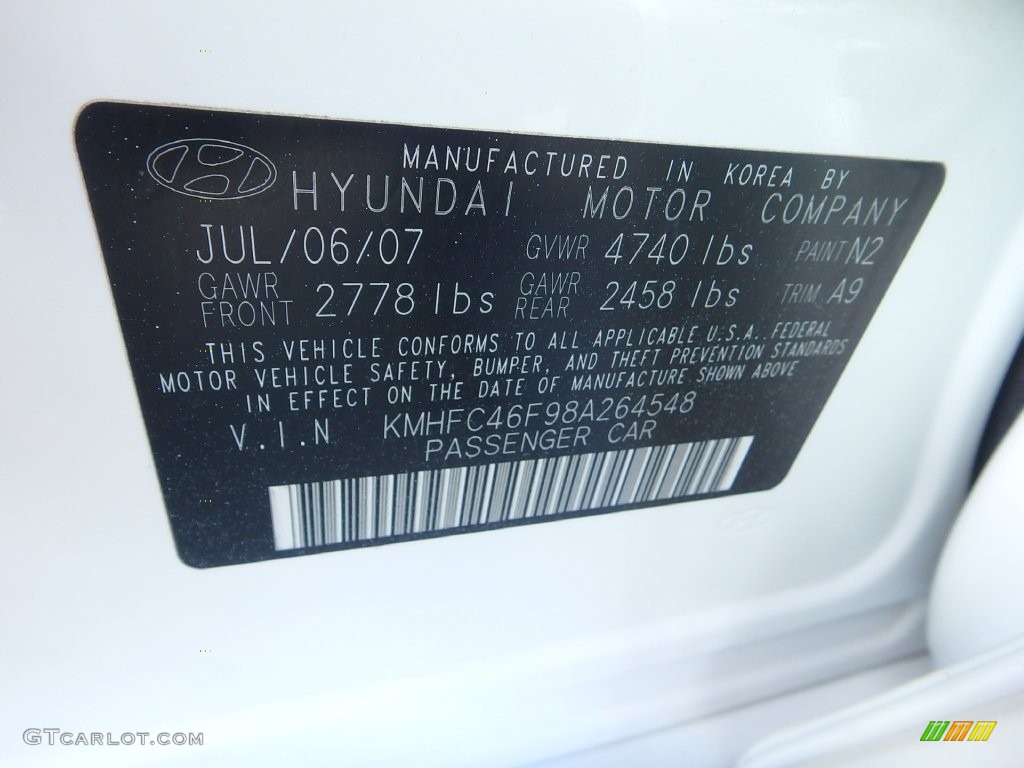 MANUFACTURED IN KOREA BY
HYUNDAI MOTOR COMPANY
JUL/06/07 GVWR 4740 lbs PAINT N2
GAWR FRONT 2778 lbs GAWR REAR 2458 lbs TRIM A9
THIS VEHICLE CONFORMS TO ALL APPLICABLE U.S.A. FEDERAL
MOTOR VEHICLE SAFETY, BUMPER, AND THEFT PREVENTION STANDARDS
IN EFFECT ON THE DATE OF MANUFACTURE SHOWN ABOVE
V.I.N KMHFC46F98A264548
PASSENGER CAR
GTCARLOT.COM